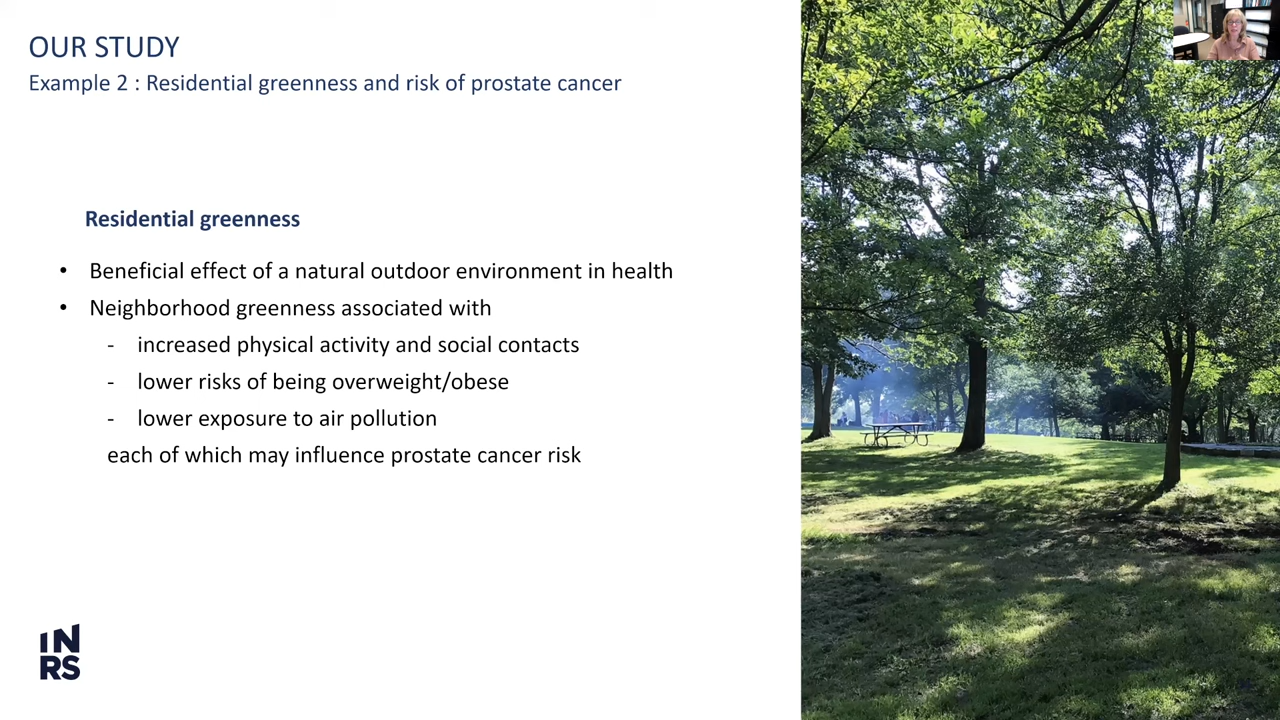 OUR STUDY
Example 2 : Residential greenness and risk of prostate cancer
Residential greenness
• Beneficial effect of a natural outdoor environment in health
• Neighborhood greenness associated with
- increased physical activity and social contacts
- lower risks of being overweight/obese
- lower exposure to air pollution
each of which may influence prostate cancer risk
IN
RS